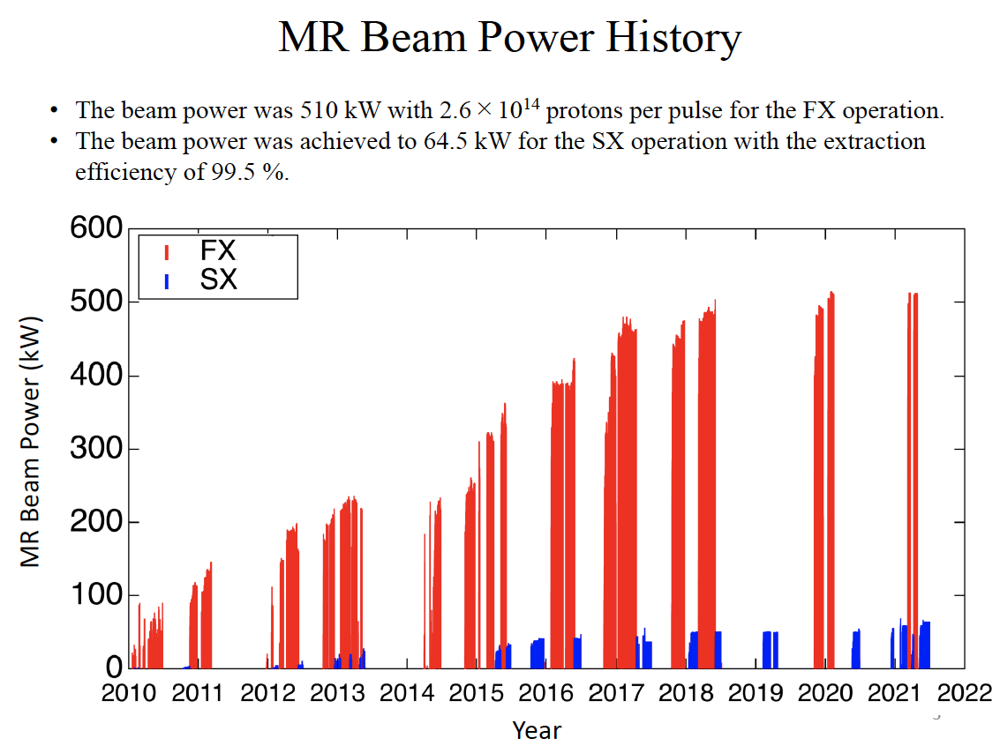 MR Beam Power History
• The beam power was 510 kW with 2.6 × 10¹⁴ protons per pulse for the FX operation.
• The beam power was achieved to 64.5 kW for the SX operation with the extraction
efficiency of 99.5 %.
600
FX
SX
500
400
300
200
100
0
MR Beam Power (kW)
2010 2011 2012 2013 2014 2015 2016 2017 2018 2019 2020 2021 2022
Year